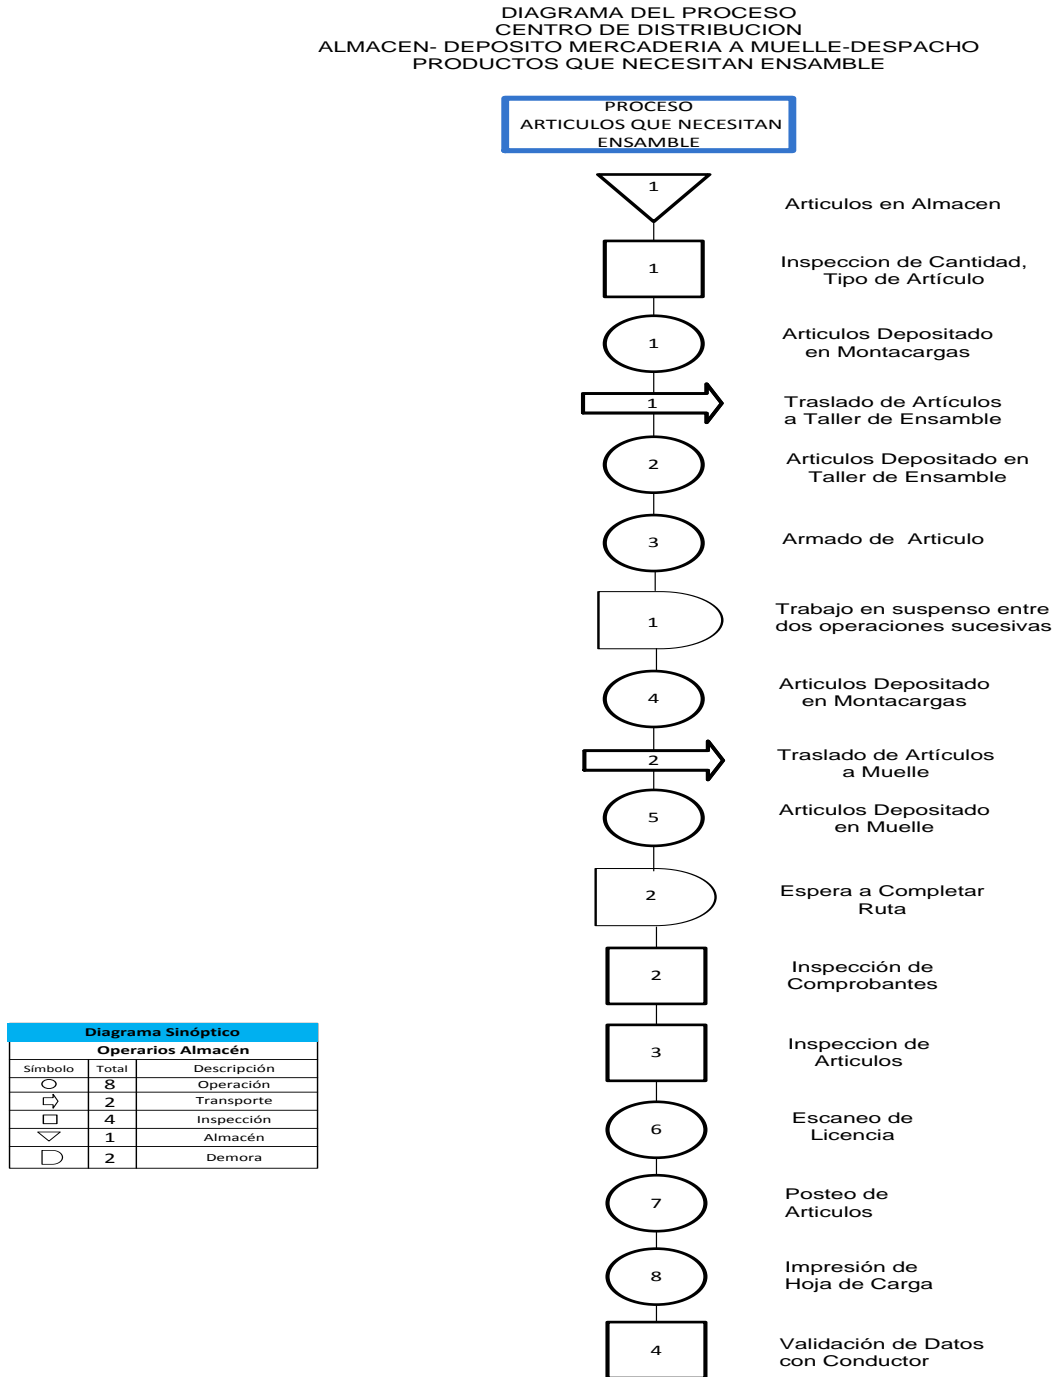 DIAGRAMA DEL PROCESO
CENTRO DE DISTRIBUCION
ALMACEN- DEPOSITO MERCADERIA A MUELLE-DESPACHO
PRODUCTOS QUE NECESITAN ENSAMBLE
PROCESO
ARTICULOS QUE NECESITAN
ENSAMBLE
1
Articulos en Almacen
1
Inspeccion de Cantidad,
Tipo de Artículo
1
Articulos Depositado
en Montacargas
1
Traslado de Artículos
a Taller de Ensamble
2
Articulos Depositado en
Taller de Ensamble
3
Armado de Articulo
1
Trabajo en suspenso entre
dos operaciones sucesivas
4
Articulos Depositado
en Montacargas
2
Traslado de Artículos
a Muelle
5
Articulos Depositado
en Muelle
2
Espera a Completar
Ruta
2
Inspección de
Comprobantes
3
Inspeccion de
Articulos
6
Escaneo de
Licencia
7
Posteo de
Articulos
8
Impresión de
Hoja de Carga
4
Validación de Datos
con Conductor
Diagrama Sinóptico
Operarios Almacén
Símbolo Total Descripción
8 Operación
2 Transporte
4 Inspección
1 Almacén
2 Demora